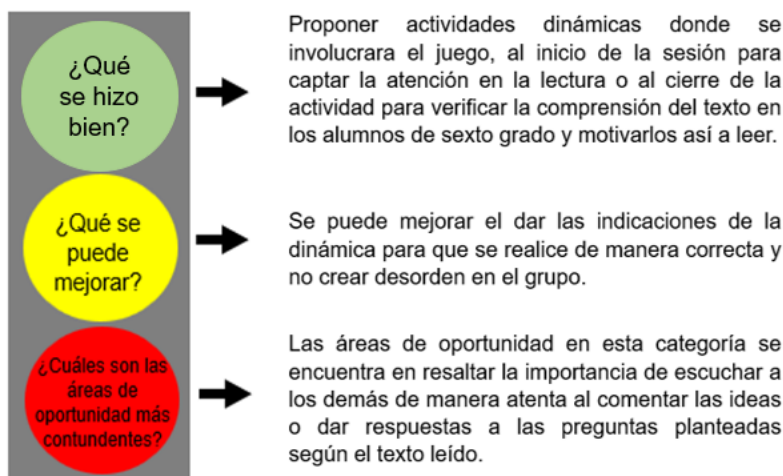 ¿Qué
se hizo
bien?
Proponer actividades dinámicas donde se
involucrara el juego, al inicio de la sesión para
captar la atención en la lectura o al cierre de la
actividad para verificar la comprensión del texto en
los alumnos de sexto grado y motivarlos así a leer.
¿Qué se
puede
mejorar?
Se puede mejorar el dar las indicaciones de la
dinámica para que se realice de manera correcta y
no crear desorden en el grupo.
¿Cuáles son las
áreas de
oportunidad más
contundentes?
Las áreas de oportunidad en esta categoría se
encuentra en resaltar la importancia de escuchar a
los demás de manera atenta al comentar las ideas
o dar respuestas a las preguntas planteadas
según el texto leído.